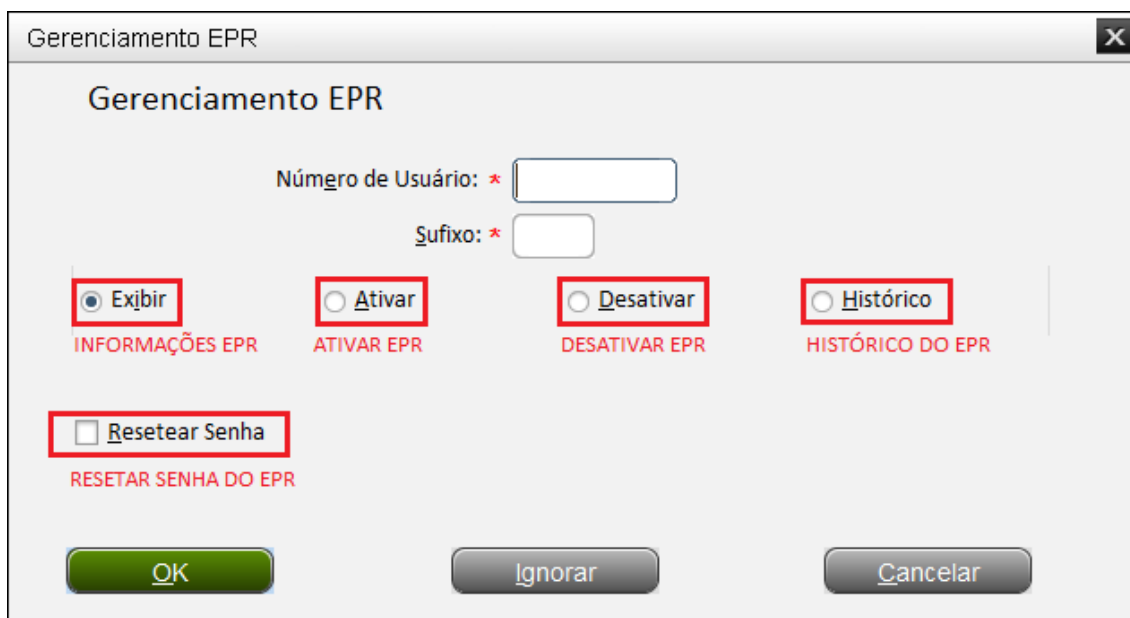 Gerenciamento EPR
X
Gerenciamento EPR
Número de Usuário: *
Sufixo: *
Exibir Ativar Desativar Histórico
INFORMAÇÕES EPR ATIVAR EPR DESATIVAR EPR HISTÓRICO DO EPR
Resetear Senha
RESETAR SENHA DO EPR
OK Ignorar Cancelar